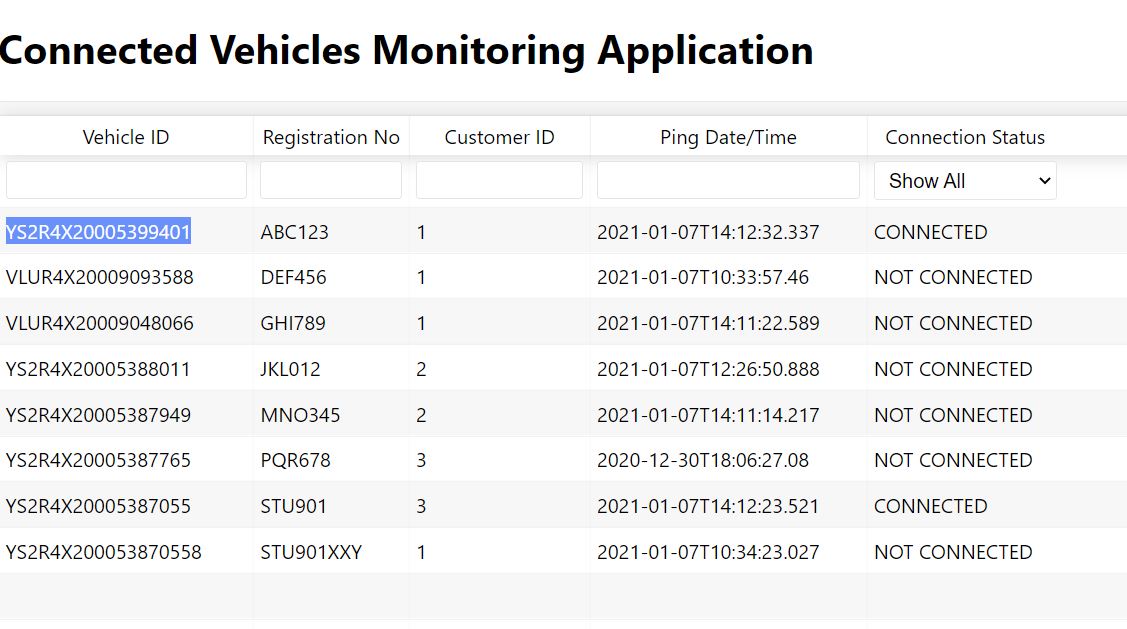 Connected Vehicles Monitoring Application
Vehicle ID Registration No Customer ID Ping Date/Time Connection Status
Show All
YS2R4X20005399401 ABC123 1 2021-01-07T14:12:32.337 CONNECTED
VLUR4X20009093588 DEF456 1 2021-01-07T10:33:57.46 NOT CONNECTED
VLUR4X20009048066 GHI789 1 2021-01-07T14:11:22.589 NOT CONNECTED
YS2R4X20005388011 JKL012 2 2021-01-07T12:26:50.888 NOT CONNECTED
YS2R4X20005387949 MNO345 2 2021-01-07T14:11:14.217 NOT CONNECTED
YS2R4X20005387765 PQR678 3 2020-12-30T18:06:27.08 NOT CONNECTED
YS2R4X20005387055 STU901 3 2021-01-07T14:12:23.521 CONNECTED
YS2R4X200053870558 STU901XXY 1 2021-01-07T10:34:23.027 NOT CONNECTED